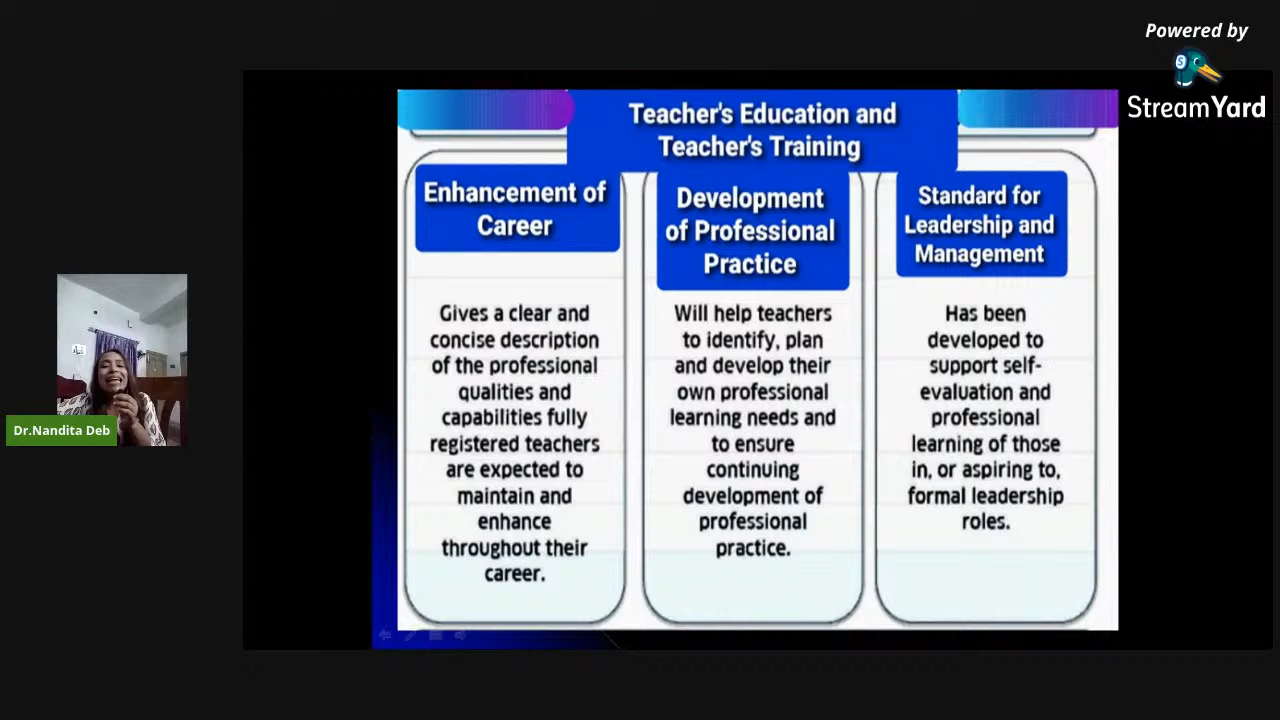 Powered by
StreamYard
Teacher's Education and
Teacher's Training
Enhancement of
Career
Gives a clear and
concise description
of the professional
qualities and
capabilities fully
registered teachers
are expected to
maintain and
enhance
throughout their
career.
Development
of Professional
Practice
Will help teachers
to identify, plan
and develop their
own professional
learning needs and
to ensure
continuing
development of
professional
practice.
Standard for
Leadership and
Management
Has been
developed to
support self-
evaluation and
professional
learning of those
in, or aspiring to,
formal leadership
roles.
Dr.Nandita Deb